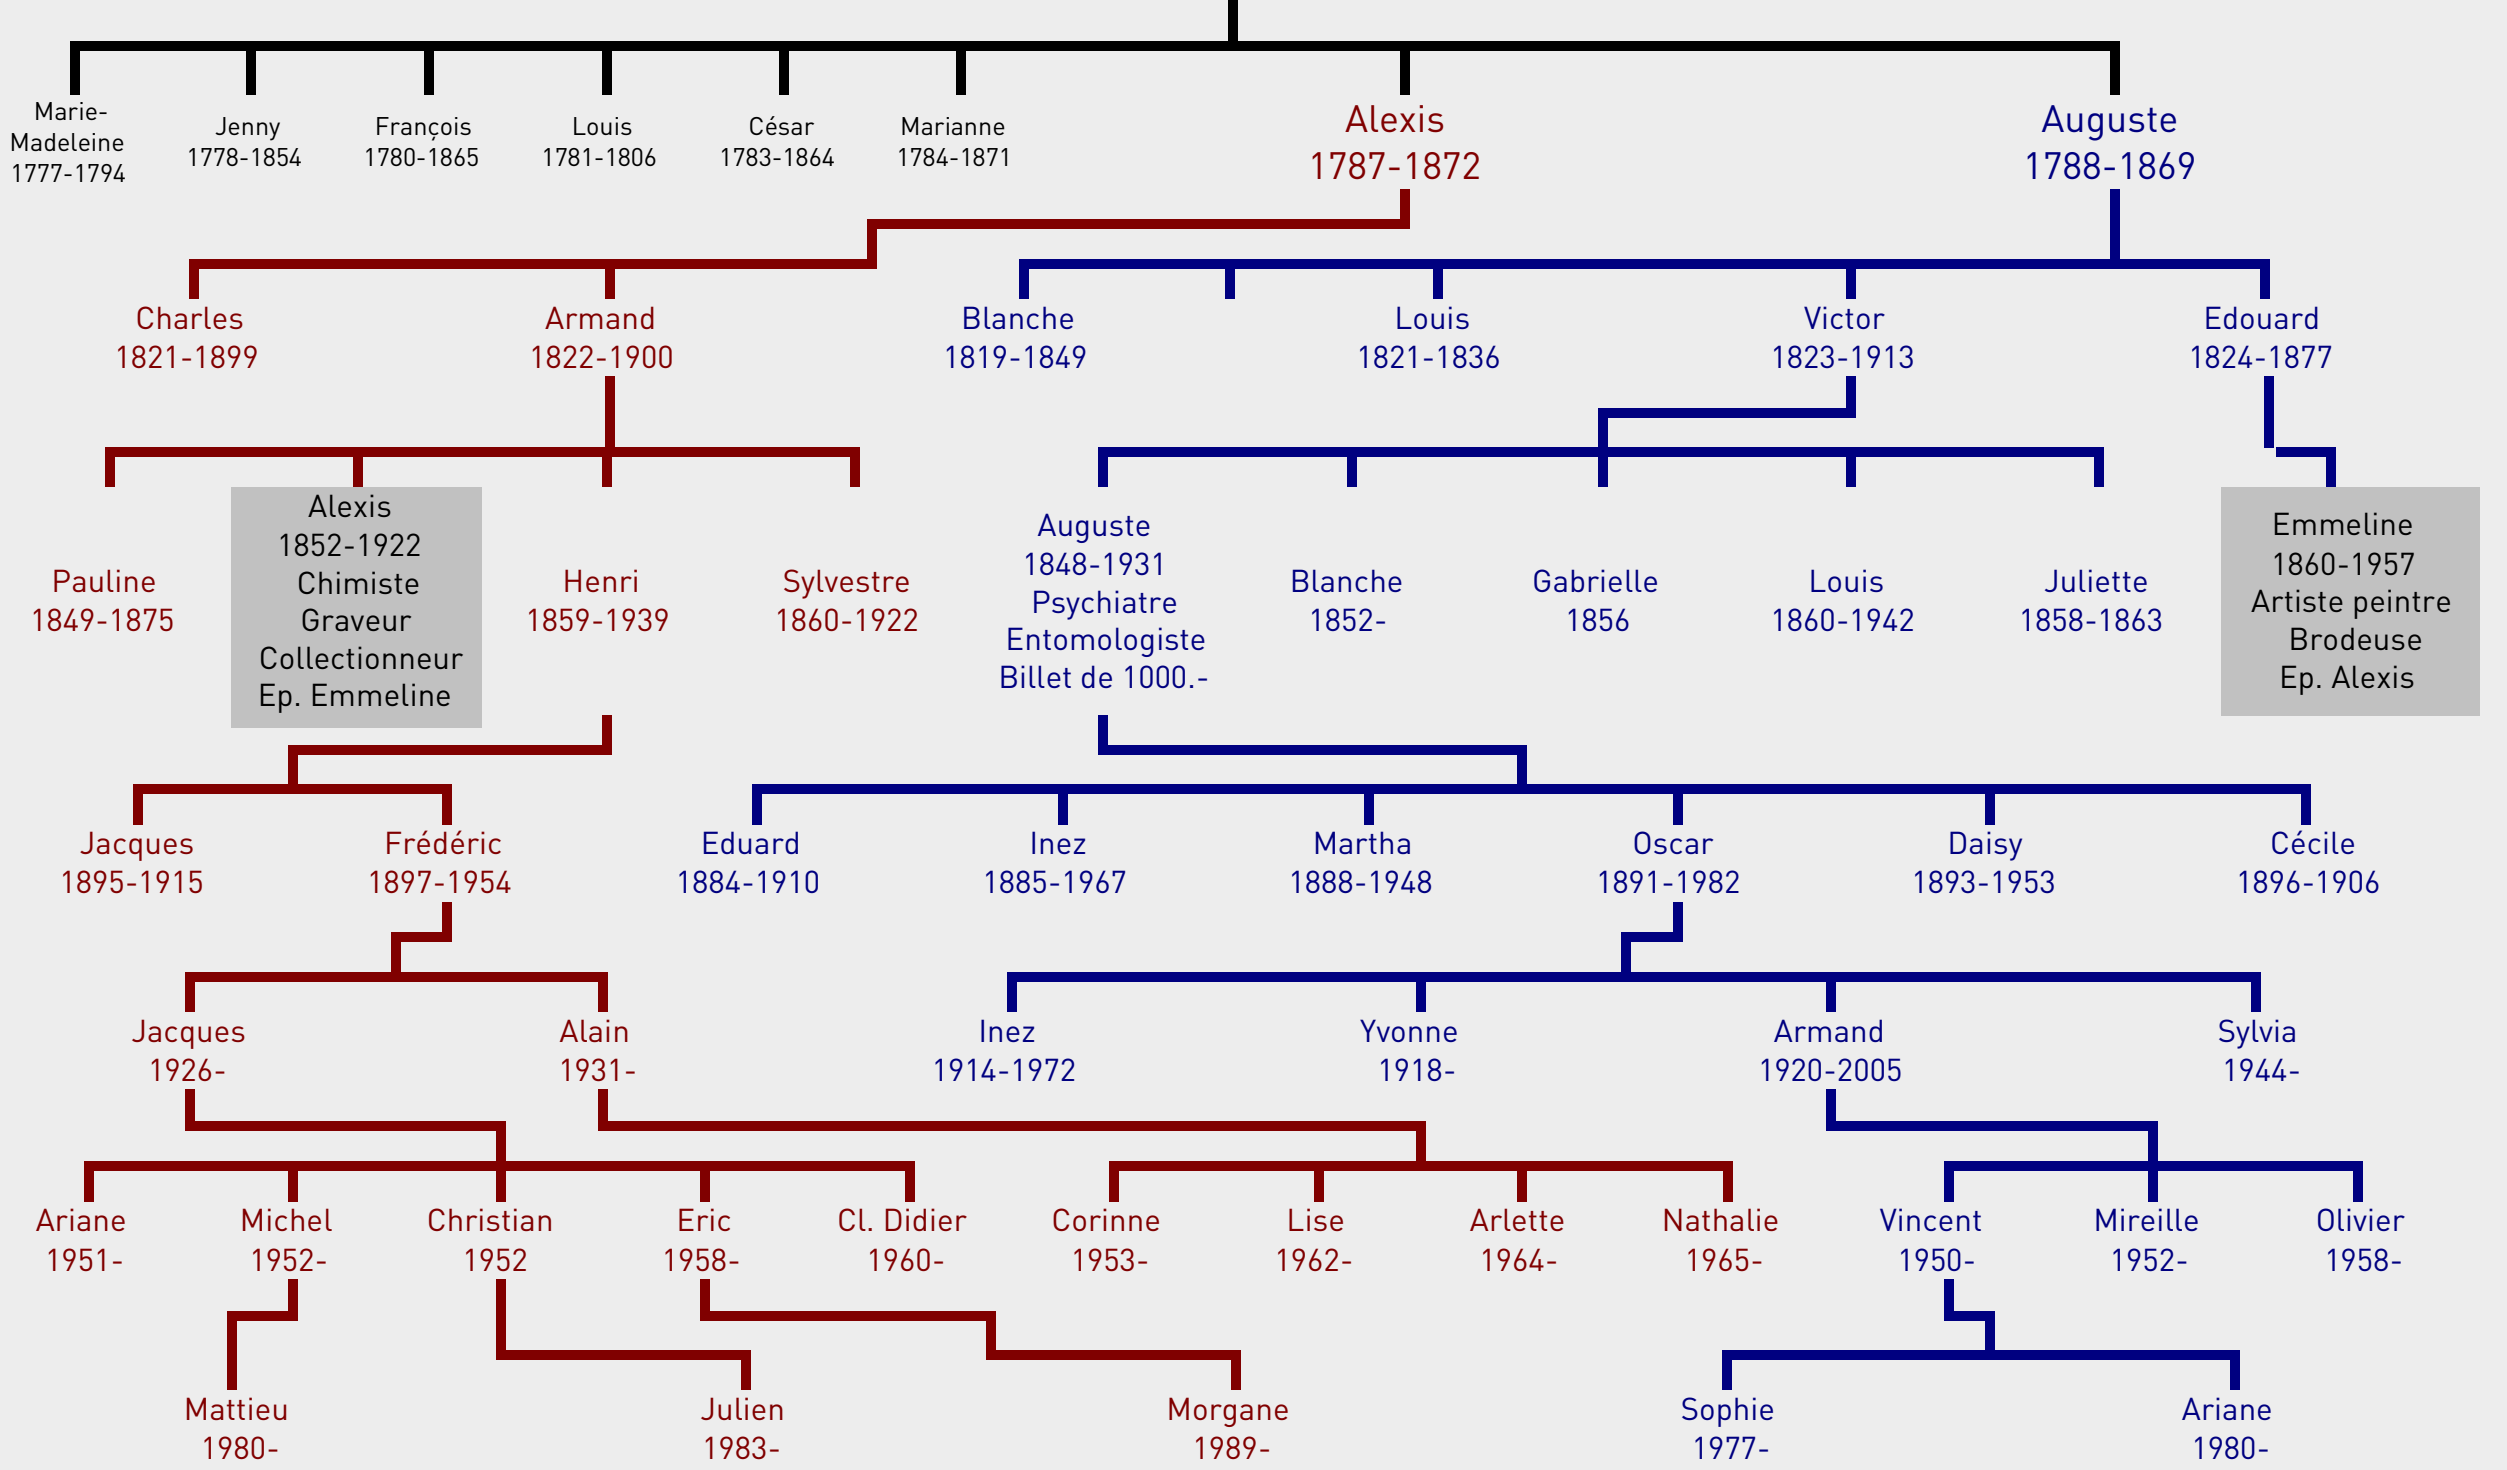 Marie-
Madeleine
1777-1794
Jenny
1778-1854
François
1780-1865
Louis
1781-1806
César
1783-1864
Marianne
1784-1871
Alexis
1787-1872
Auguste
1788-1869
Charles
1821-1899
Armand
1822-1900
Blanche
1819-1849
Louis
1821-1836
Victor
1823-1913
Edouard
1824-1877
Pauline
1849-1875
Alexis
1852-1922
Chimiste
Graveur
Collectionneur
Ep. Emmeline
Henri
1859-1939
Sylvestre
1860-1922
Auguste
1848-1931
Psychiatre
Entomologiste
Billet de 1000.-
Blanche
1852-
Gabrielle
1856
Louis
1860-1942
Juliette
1858-1863
Emmeline
1860-1957
Artiste peintre
Brodeuse
Ep. Alexis
Jacques
1895-1915
Frédéric
1897-1954
Eduard
1884-1910
Inez
1885-1967
Martha
1888-1948
Oscar
1891-1982
Daisy
1893-1953
Cécile
1896-1906
Jacques
1926-
Alain
1931-
Inez
1914-1972
Yvonne
1918-
Armand
1920-2005
Sylvia
1944-
Ariane
1951-
Michel
1952-
Christian
1952
Eric
1958-
Cl. Didier
1960-
Corinne
1953-
Lise
1962-
Arlette
1964-
Nathalie
1965-
Vincent
1950-
Mireille
1952-
Olivier
1958-
Mattieu
1980-
Julien
1983-
Morgane
1989-
Sophie
1977-
Ariane
1980-